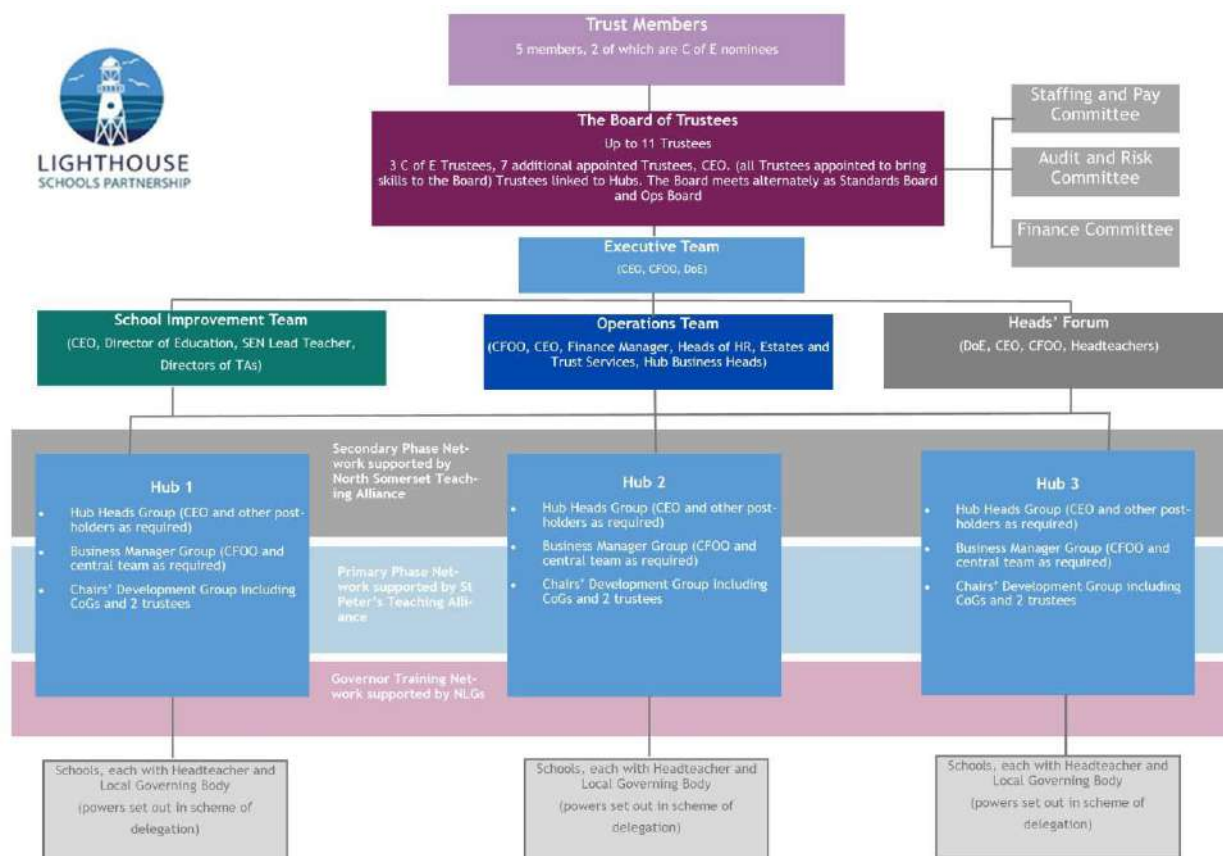 LIGHTHOUSE
SCHOOLS PARTNERSHIP
Trust Members
5 members, 2 of which are C of E nominees
The Board of Trustees
Up to 11 Trustees
3 C of E Trustees, 7 additional appointed Trustees, CEO. (all Trustees appointed to bring
skills to the Board) Trustees linked to Hubs. The Board meets alternately as Standards Board
and Ops Board
Staffing and Pay
Committee
Audit and Risk
Committee
Finance Committee
Executive Team
(CEO, CFOO, DoE)
School Improvement Team
(CEO, Director of Education, SEN Lead Teacher,
Directors of TAs)
Operations Team
(CFOO, CEO, Finance Manager, Heads of HR, Estates and
Trust Services, Hub Business Heads)
Heads' Forum
(DoE, CEO, CFOO, Headteachers)
Secondary Phase Net-
work supported by
North Somerset Teach-
ing Alliance
Primary Phase Net-
work supported by St
Peter's Teaching Alli-
ance
Governor Training Net-
work supported by NLGs
Hub 1
• Hub Heads Group (CEO and other post-
holders as required)
• Business Manager Group (CFOO and
central team as required)
• Chairs' Development Group including
CoGs and 2 trustees
Hub 2
• Hub Heads Group (CEO and other post-
holders as required)
• Business Manager Group (CFOO and
central team as required)
• Chairs' Development Group including
CoGs and 2 trustees
Hub 3
• Hub Heads Group (CEO and other post-
holders as required)
• Business Manager Group (CFOO and
central team as required)
• Chairs' Development Group including
CoGs and 2 trustees
Schools, each with Headteacher and
Local Governing Body
(powers set out in scheme of
delegation)
Schools, each with Headteacher and
Local Governing Body
(powers set out in scheme of
delegation)
Schools, each with Headteacher and
Local Governing Body
(powers set out in scheme of
delegation)